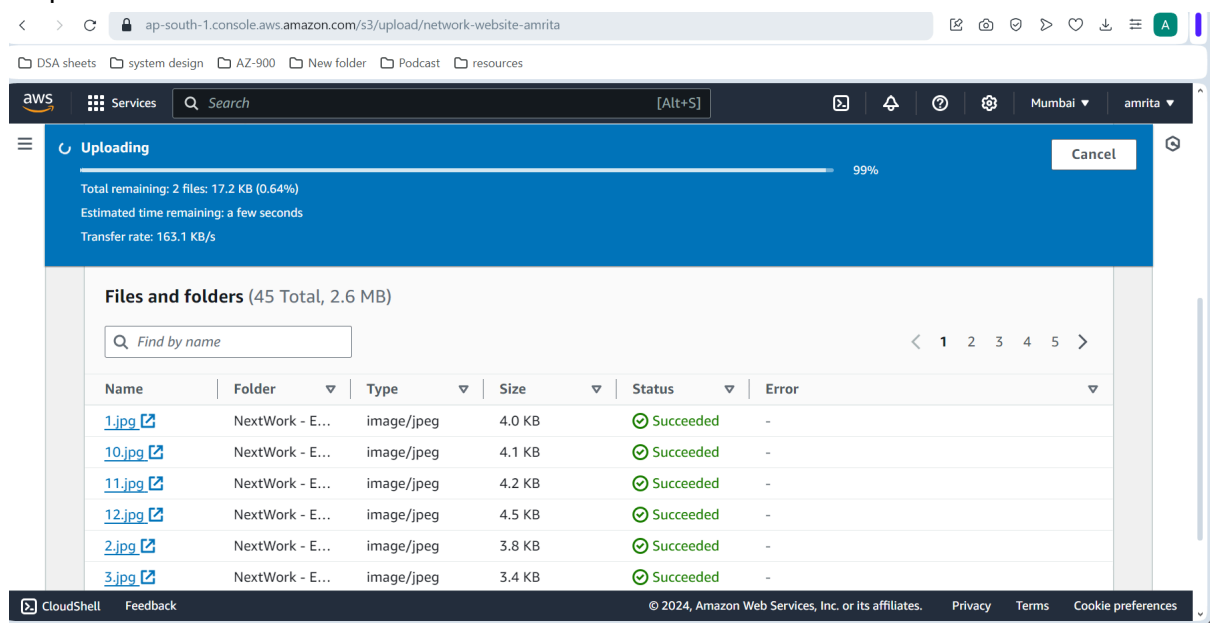 ap-south-1.console.aws.amazon.com/s3/upload/network-website-amrita A
DSA sheets system design AZ-900 New folder Podcast resources
aws Services Search [Alt+S] Mumbai ▼ amrita ▼
Uploading Cancel
99%
Total remaining: 2 files: 17.2 KB (0.64%)
Estimated time remaining: a few seconds
Transfer rate: 163.1 KB/s
Files and folders (45 Total, 2.6 MB)
Find by name 1 2 3 4 5
Name Folder Type Size Status Error
1.jpg NextWork - E... image/jpeg 4.0 KB Succeeded -
10.jpg NextWork - E... image/jpeg 4.1 KB Succeeded -
11.jpg NextWork - E... image/jpeg 4.2 KB Succeeded -
12.jpg NextWork - E... image/jpeg 4.5 KB Succeeded -
2.jpg NextWork - E... image/jpeg 3.8 KB Succeeded -
3.jpg NextWork - E... image/jpeg 3.4 KB Succeeded -
CloudShell Feedback © 2024, Amazon Web Services, Inc. or its affiliates. Privacy Terms Cookie preferences